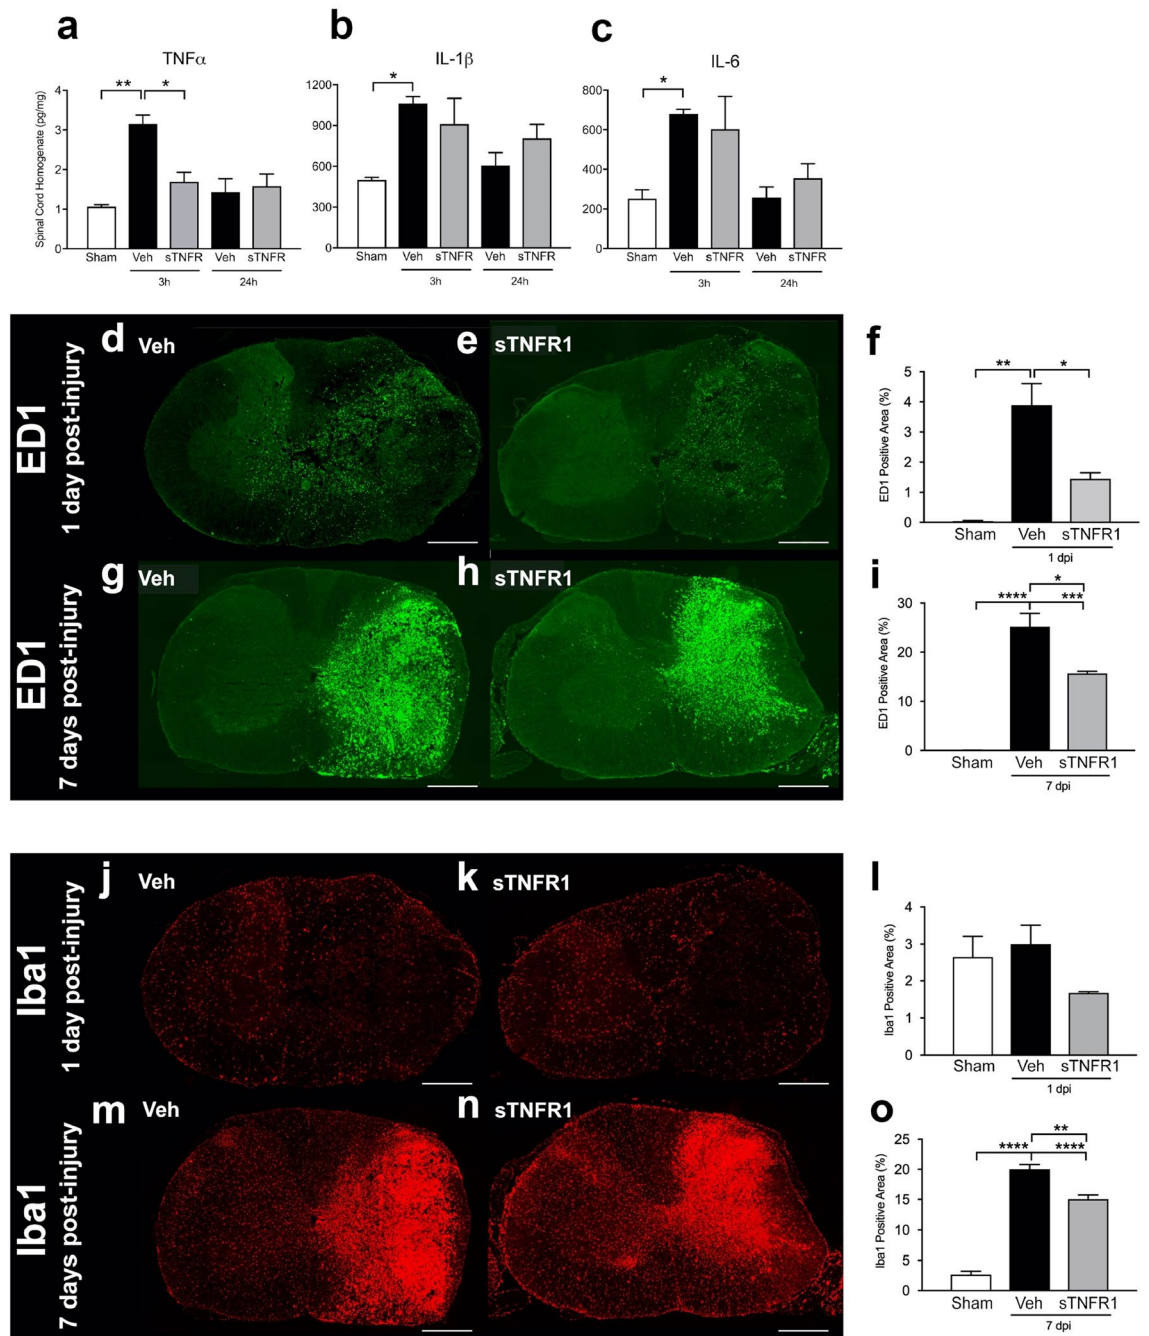 a
TNFα
Spinal Cord Homogenate (pg/mg)
4
3
2
1
0
** *
Sham Veh sTNFR Veh sTNFR
3h 24h
b
IL-1β
1200
900
600
300
0
*
Sham Veh sTNFR Veh sTNFR
3h 24h
c
IL-6
800
600
400
200
0
*
Sham Veh sTNFR Veh sTNFR
3h 24h
ED1
1 day post-injury
d Veh
e sTNFR1
f
ED1 Positive Area (%)
5
4
3
2
1
0
** *
Sham Veh sTNFR1
1 dpi
ED1
7 days post-injury
g Veh
h sTNFR1
i
ED1 Positive Area (%)
30
20
10
0
*
**** ***
Sham Veh sTNFR1
7 dpi
Iba1
1 day post-injury
j Veh
k sTNFR1
l
Iba1 Positive Area (%)
4
3
2
1
0
Sham Veh sTNFR1
1 dpi
Iba1
7 days post-injury
m Veh
n sTNFR1
o
Iba1 Positive Area (%)
25
20
15
10
5
0
**
**** ****
Sham Veh sTNFR1
7 dpi